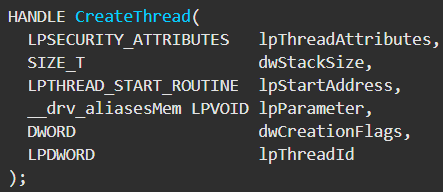 HANDLE CreateThread(
  LPSECURITY_ATTRIBUTES   lpThreadAttributes,
  SIZE_T                  dwStackSize,
  LPTHREAD_START_ROUTINE  lpStartAddress,
  __drv_aliasesMem LPVOID lpParameter,
  DWORD                   dwCreationFlags,
  LPDWORD                 lpThreadId
);